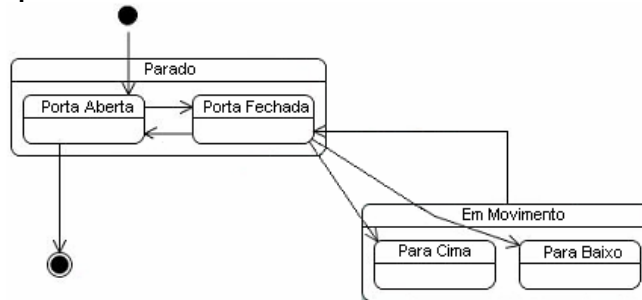 Parado
Porta Aberta
Porta Fechada
Em Movimento
Para Cima
Para Baixo